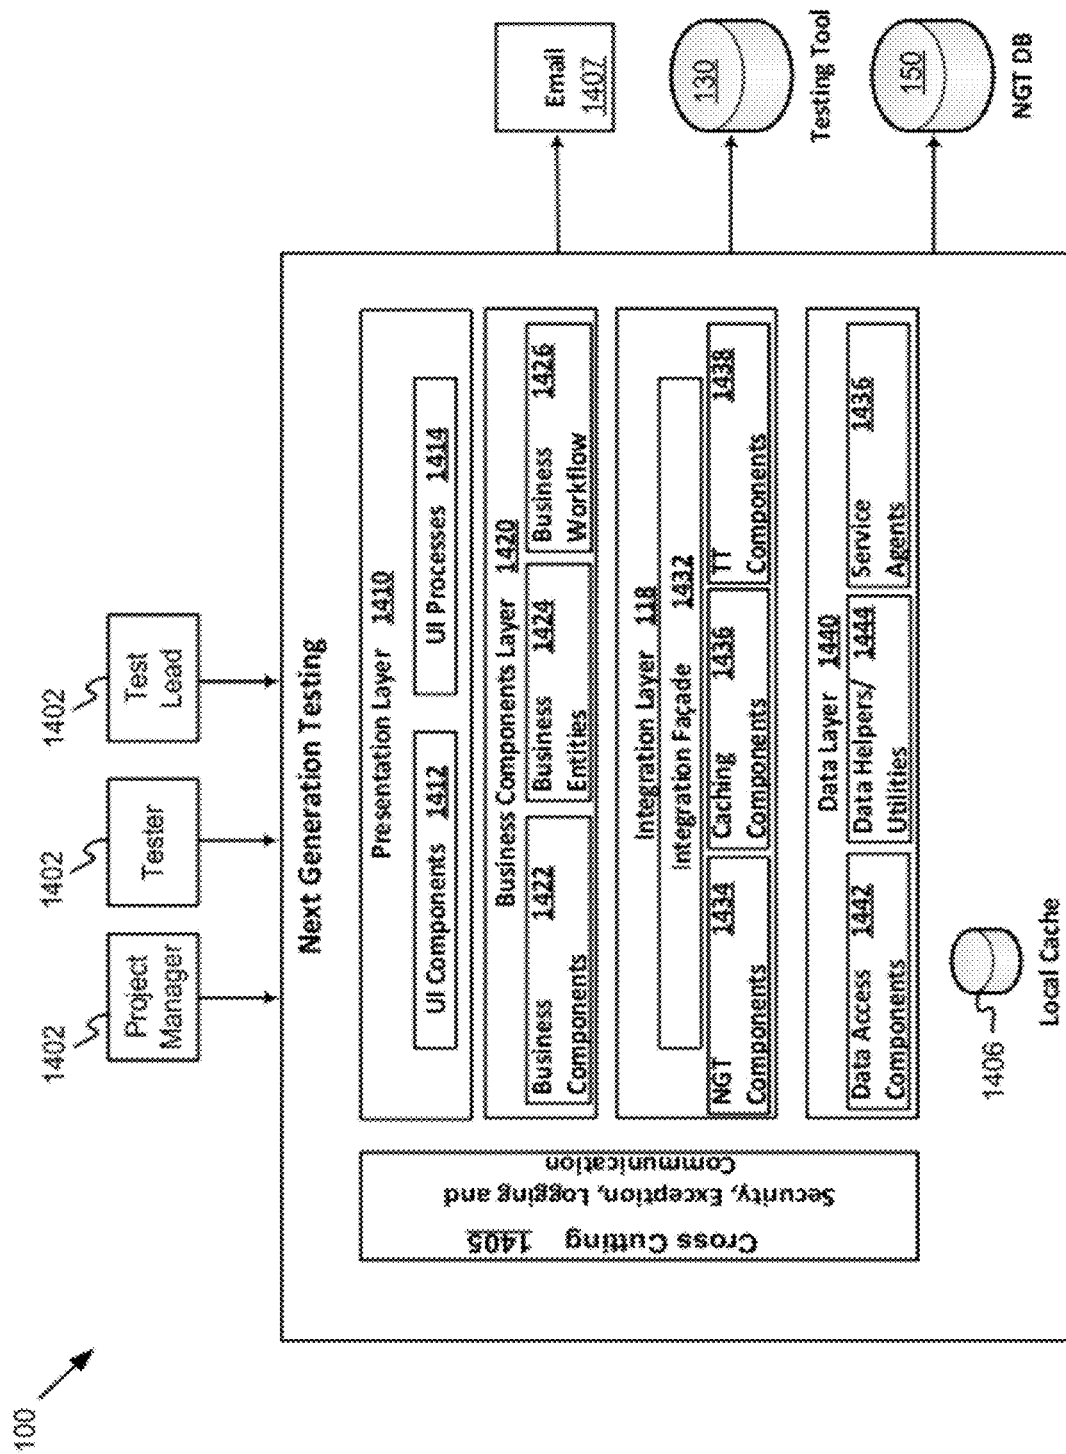 100
1402
1402
1402
Project
Manager
Tester
Test
Lead
Next Generation Testing
Cross Cutting 1405
Security, Exception, Logging and
Communication
Presentation Layer 1410
UI Components 1412
UI Processes 1414
Business Components Layer 1420
Business 1422
Components
Business 1424
Entities
Business 1426
Workflow
Integration Layer 118
Integration Façade 1432
NGT 1434
Components
Caching 1436
Components
TT 1438
Components
Data Layer 1440
Data Access 1442
Components
Data Helpers/ 1444
Utilities
Service 1436
Agents
1406
Local Cache
Email
1407
130
Testing Tool
150
NGT DB